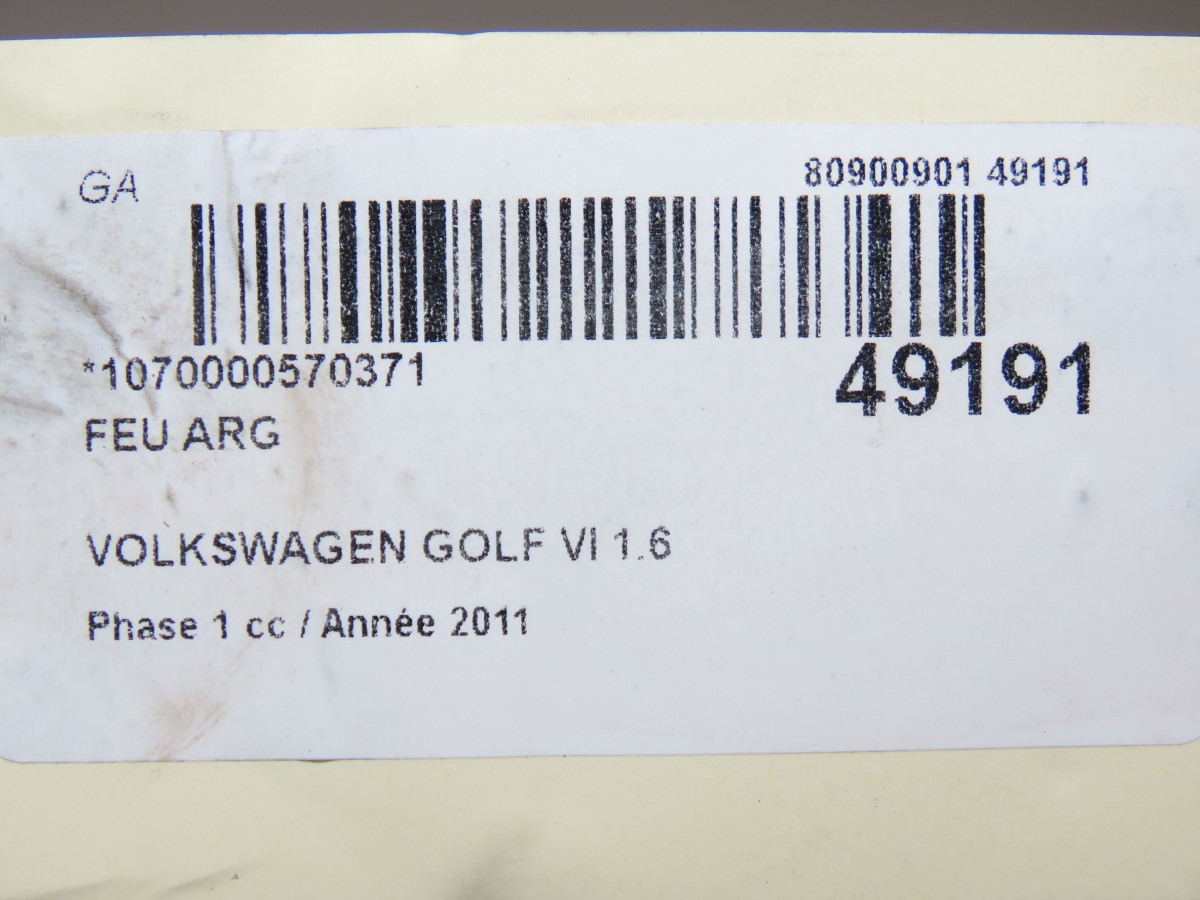 GA
80900901 49191
*1070000570371
49191
FEU ARG
VOLKSWAGEN GOLF VI 1.6
Phase 1 cc / Année 2011